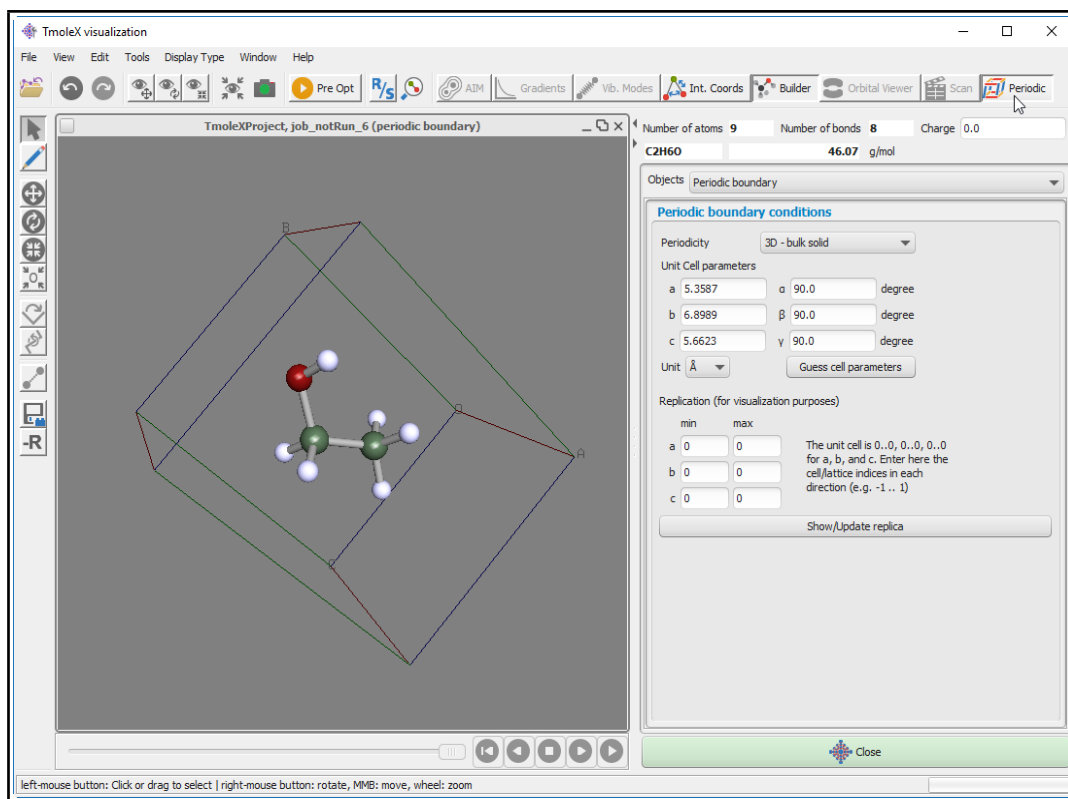 TmoleX visualization
File View Edit Tools Display Type Window Help
Pre Opt R/S AIM Gradients Vib. Modes Int. Coords Builder Orbital Viewer Scan Periodic
TmoleXProject, job_notRun_6 (periodic boundary)
Number of atoms 9 Number of bonds 8 Charge 0.0
C2H6O 46.07 g/mol
Objects Periodic boundary
Periodic boundary conditions
Periodicity 3D - bulk solid
Unit Cell parameters
a 5.3587 α 90.0 degree
b 6.8989 β 90.0 degree
c 5.6623 γ 90.0 degree
Unit Å Guess cell parameters
Replication (for visualization purposes)
min max
a 0 0
b 0 0
c 0 0
The unit cell is 0..0, 0..0, 0..0
for a, b, and c. Enter here the
cell/lattice indices in each
direction (e.g. -1 .. 1)
Show/Update replica
B
O
A
C
-R
Close
left-mouse button: Click or drag to select | right-mouse button: rotate, MMB: move, wheel: zoom